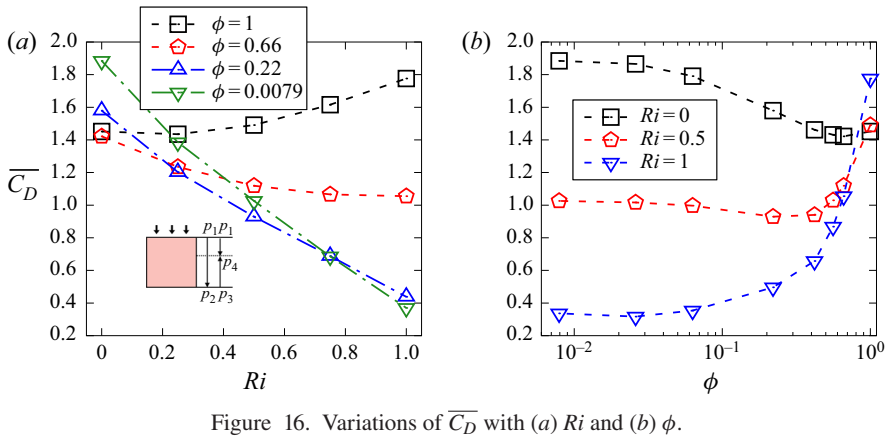 (a)
φ = 1
φ = 0.66
φ = 0.22
φ = 0.0079
2.0
1.8
1.6
1.4
1.2
1.0
0.8
0.6
0.4
0.2
C_D
p1 p1
p4
p2 p3
0 0.2 0.4 0.6 0.8 1.0
Ri
(b)
Ri = 0
Ri = 0.5
Ri = 1
2.0
1.8
1.6
1.4
1.2
1.0
0.8
0.6
0.4
0.2
10⁻² 10⁻¹ 10⁰
φ
Figure 16. Variations of C̅_D̅ with (a) Ri and (b) φ.